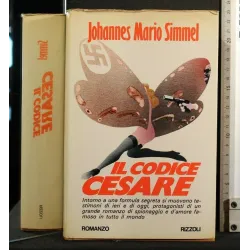 Simmel
CESARE
IL CODICE
Johannes Mario Simmel
IL CODICE
CESARE
Intorno a una formula segreta si muovono te-
stimoni di ieri e di oggi, protagonisti di un
grande romanzo di spionaggio e d'amore fa-
moso in tutto il mondo
ROMANZO
RIZZOLI